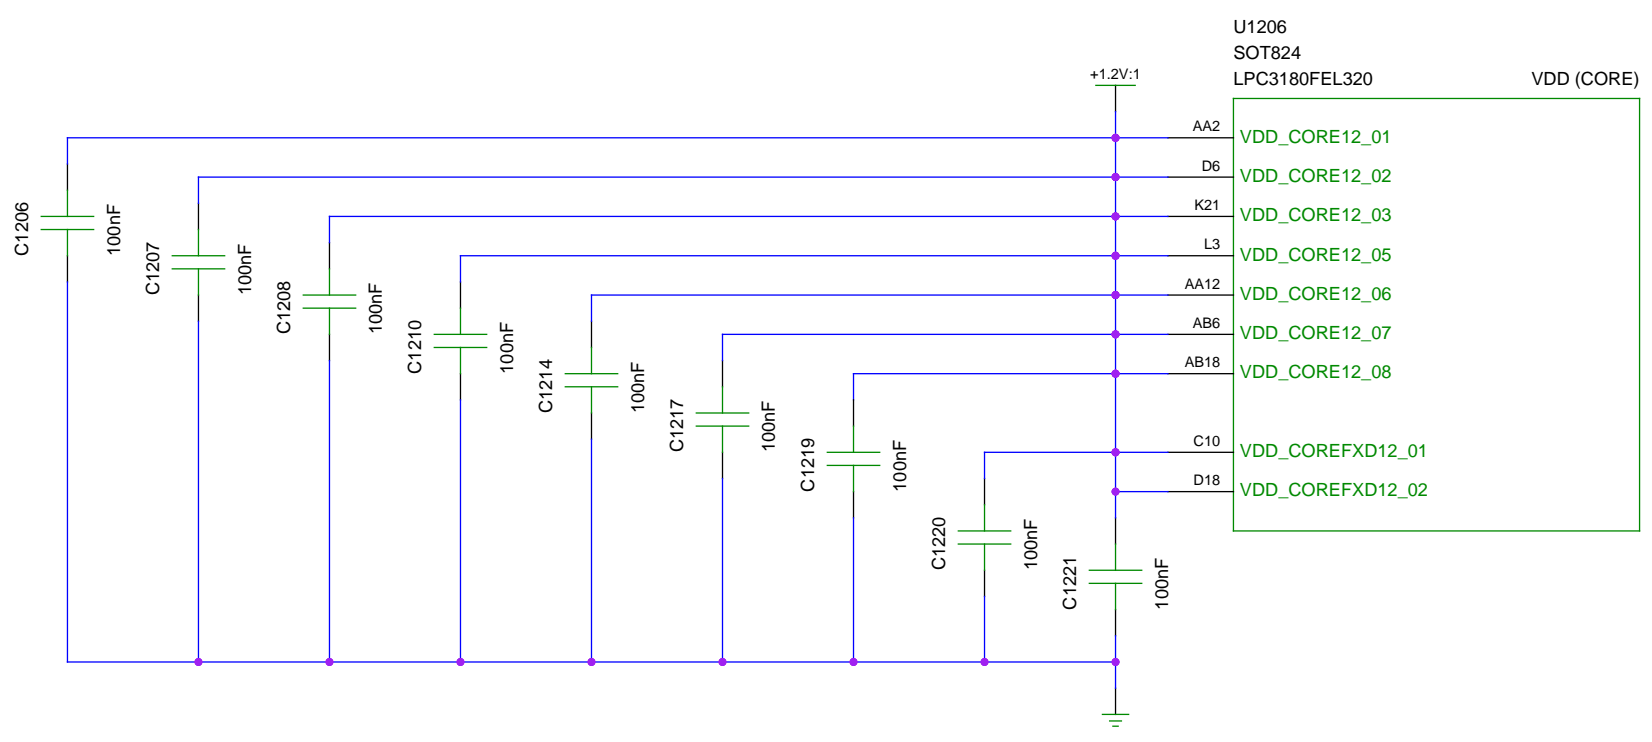 U1206
SOT824
LPC3180FEL320
VDD (CORE)
+1.2V:1
AA2
VDD_CORE12_01
D6
VDD_CORE12_02
K21
VDD_CORE12_03
L3
VDD_CORE12_05
AA12
VDD_CORE12_06
AB6
VDD_CORE12_07
AB18
VDD_CORE12_08
C10
VDD_COREFXD12_01
D18
VDD_COREFXD12_02
C1206
100nF
C1207
100nF
C1208
100nF
C1210
100nF
C1214
100nF
C1217
100nF
C1219
100nF
C1220
100nF
C1221
100nF